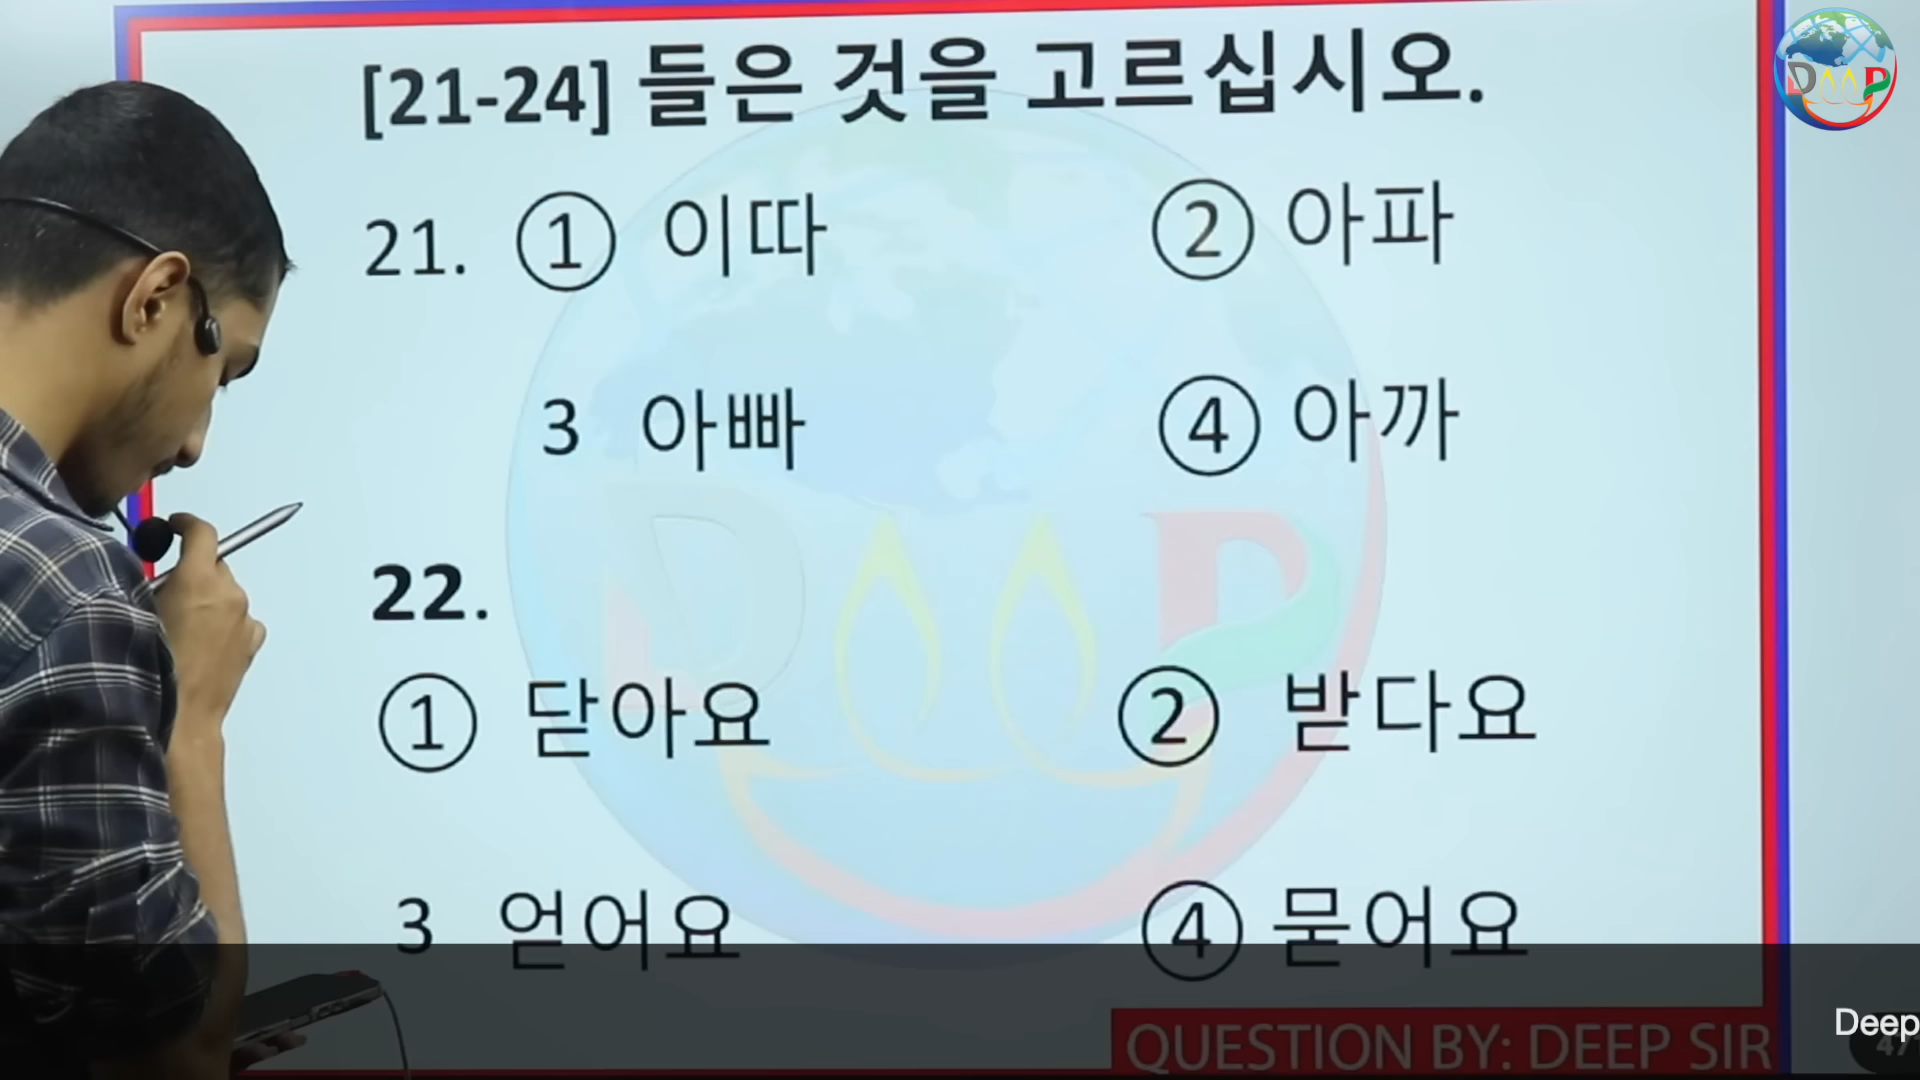 [21-24] 들은 것을 고르십시오.
21. ① 이따 ② 아파
3 아빠 ④ 아까
22.
① 닫아요 ② 받다요
3 얻어요 ④ 묻어요
QUESTION BY: DEEP SIR
Deep
47
DEEP